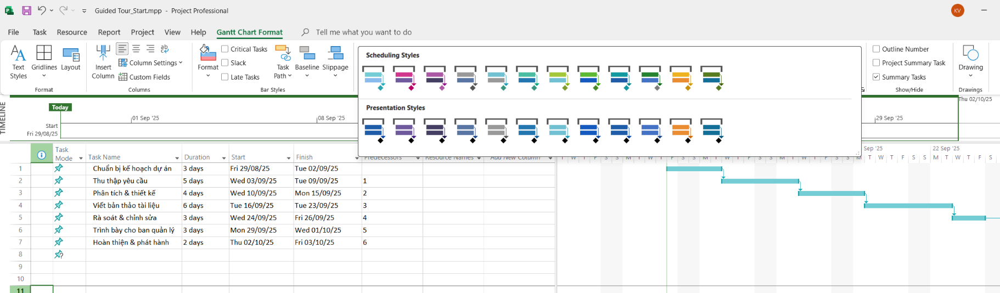 Guided Tour_Start.mpp - Project Professional
KV
File Task Resource Report Project View Help Gantt Chart Format Tell me what you want to do
Text Styles
Gridlines
Layout
Format
Insert Column
Column Settings
Custom Fields
Columns
Format
Critical Tasks
Slack
Late Tasks
Task Path
Baseline
Slippage
Bar Styles
Scheduling Styles
Presentation Styles
Outline Number
Project Summary Task
Summary Tasks
Show/Hide
Drawing
Drawings
TIMELINE
Today
Start
Fri 29/08/25
01 Sep '25
08 Sep '25
29 Sep '25
Thu 02/10/25
Task Mode Task Name Duration Start Finish Predecessors Resource Names Add New Column
Sep '25 22 Sep '25
T W T F S S M T W T F S S M T W T F S S M T W T F S S M T W T F S S M T W T F S
1 Chuẩn bị kế hoạch dự án 3 days Fri 29/08/25 Tue 02/09/25
2 Thu thập yêu cầu 5 days Wed 03/09/25 Tue 09/09/25 1
3 Phân tích & thiết kế 4 days Wed 10/09/25 Mon 15/09/25 2
4 Viết bản thảo tài liệu 6 days Tue 16/09/25 Tue 23/09/25 3
5 Rà soát & chỉnh sửa 3 days Wed 24/09/25 Fri 26/09/25 4
6 Trình bày cho ban quản lý 3 days Mon 29/09/25 Wed 01/10/25 5
7 Hoàn thiện & phát hành 2 days Thu 02/10/25 Fri 03/10/25 6
8
9
10
11